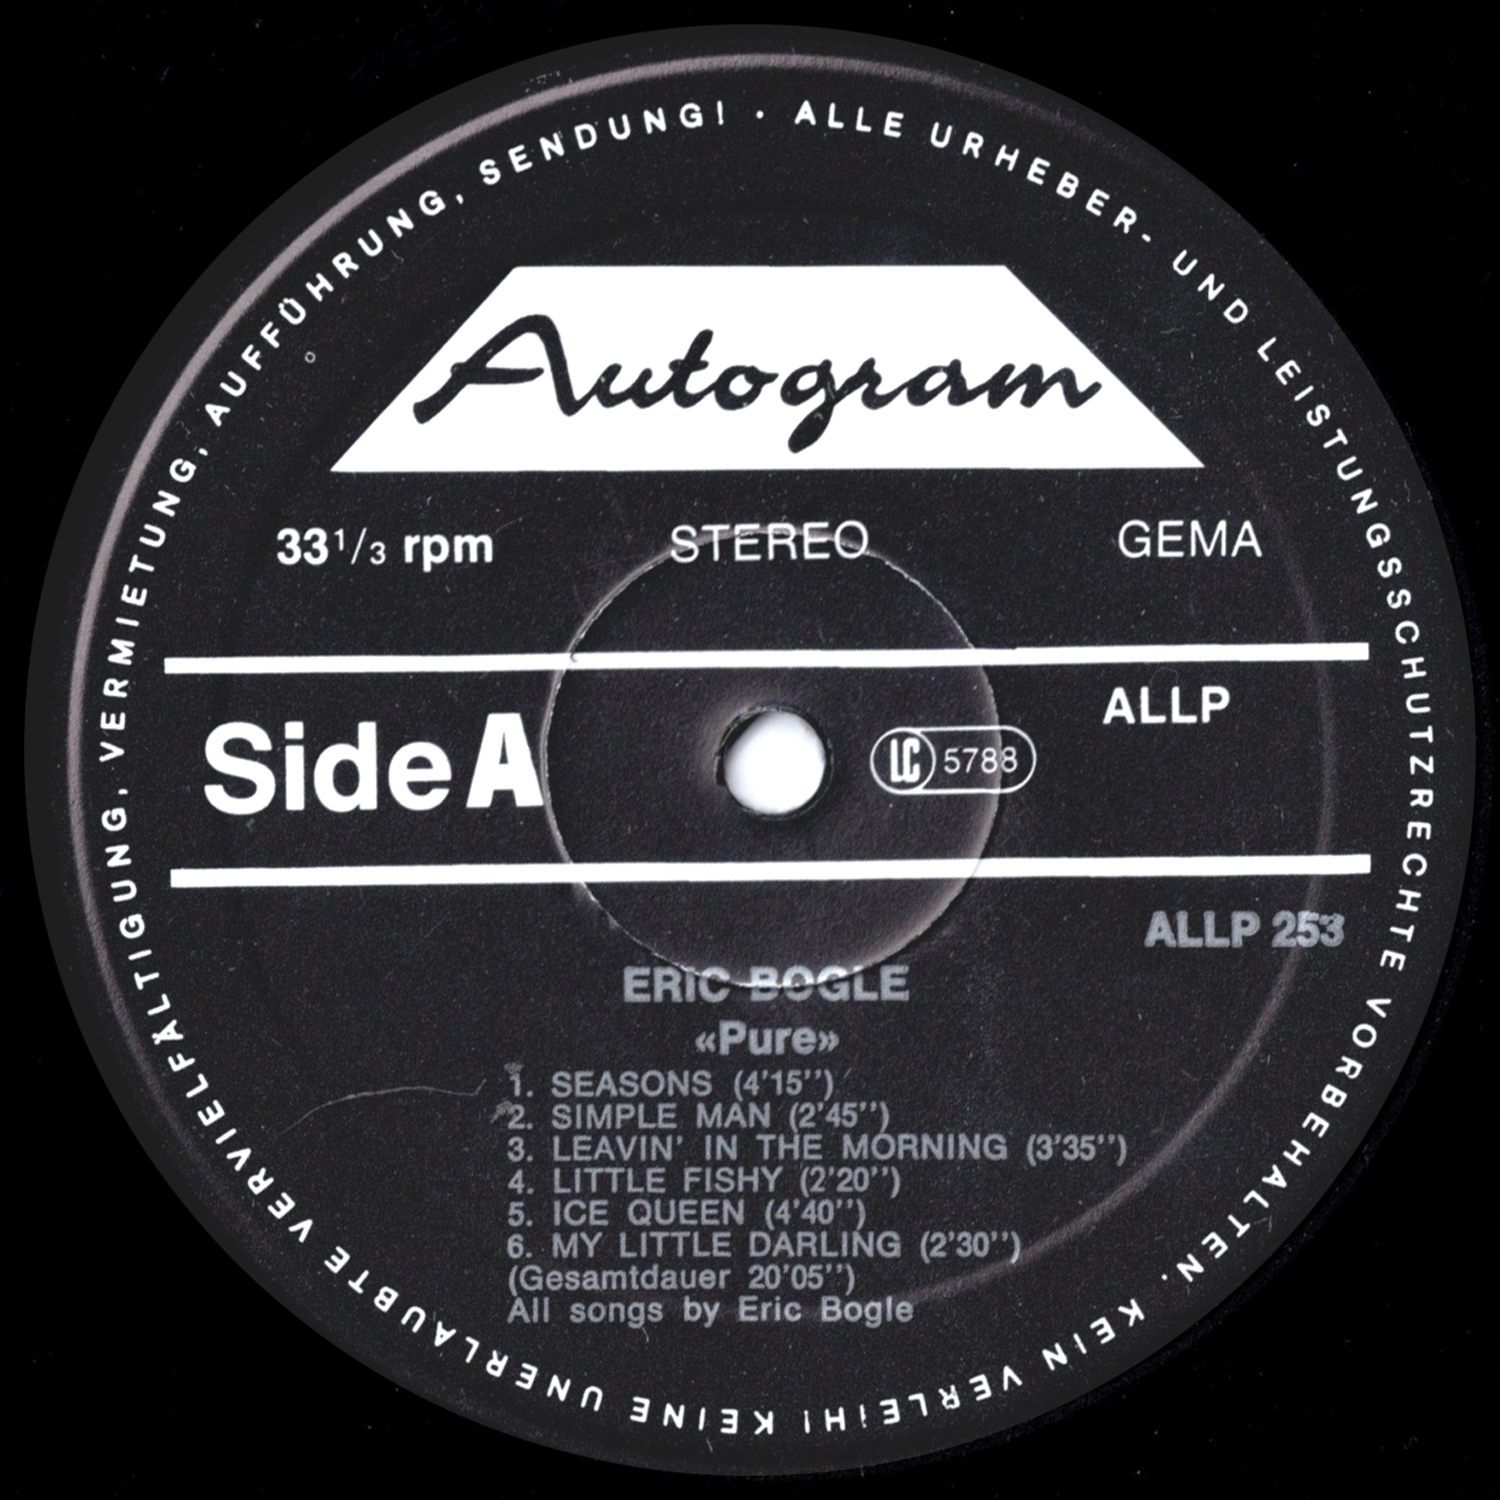 ALLE URHEBER- UND LEISTUNGSSCHUTZRECHTE VORBEHALTEN. KEIN VERLEIH! KEINE UNERLAUBTE VERVIELFÄLTIGUNG, VERMIETUNG, AUFFÜHRUNG, SENDUNG! ·
Autogram
33 1/3 rpm STEREO GEMA
ALLP
Side A LC 5788
ALLP 253
ERIC BOGLE
«Pure»
1. SEASONS (4'15'')
2. SIMPLE MAN (2'45'')
3. LEAVIN' IN THE MORNING (3'35'')
4. LITTLE FISHY (2'20'')
5. ICE QUEEN (4'40'')
6. MY LITTLE DARLING (2'30'')
(Gesamtdauer 20'05'')
All songs by Eric Bogle